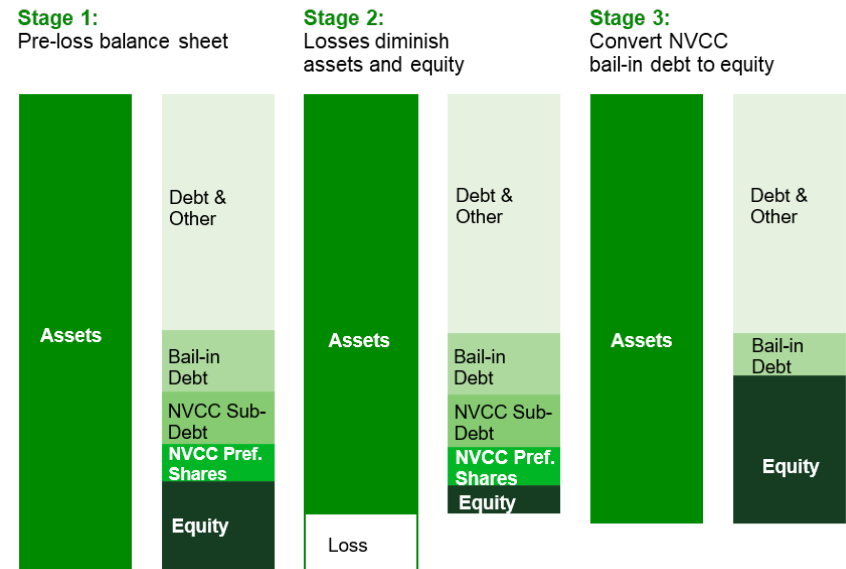 Stage 1:
Pre-loss balance sheet
Stage 2:
Losses diminish
assets and equity
Stage 3:
Convert NVCC
bail-in debt to equity
Assets
Debt &
Other
Bail-in
Debt
NVCC Sub-
Debt
NVCC Pref.
Shares
Equity
Assets
Loss
Debt &
Other
Bail-in
Debt
NVCC Sub-
Debt
NVCC Pref.
Shares
Equity
Assets
Debt &
Other
Bail-in
Debt
Equity